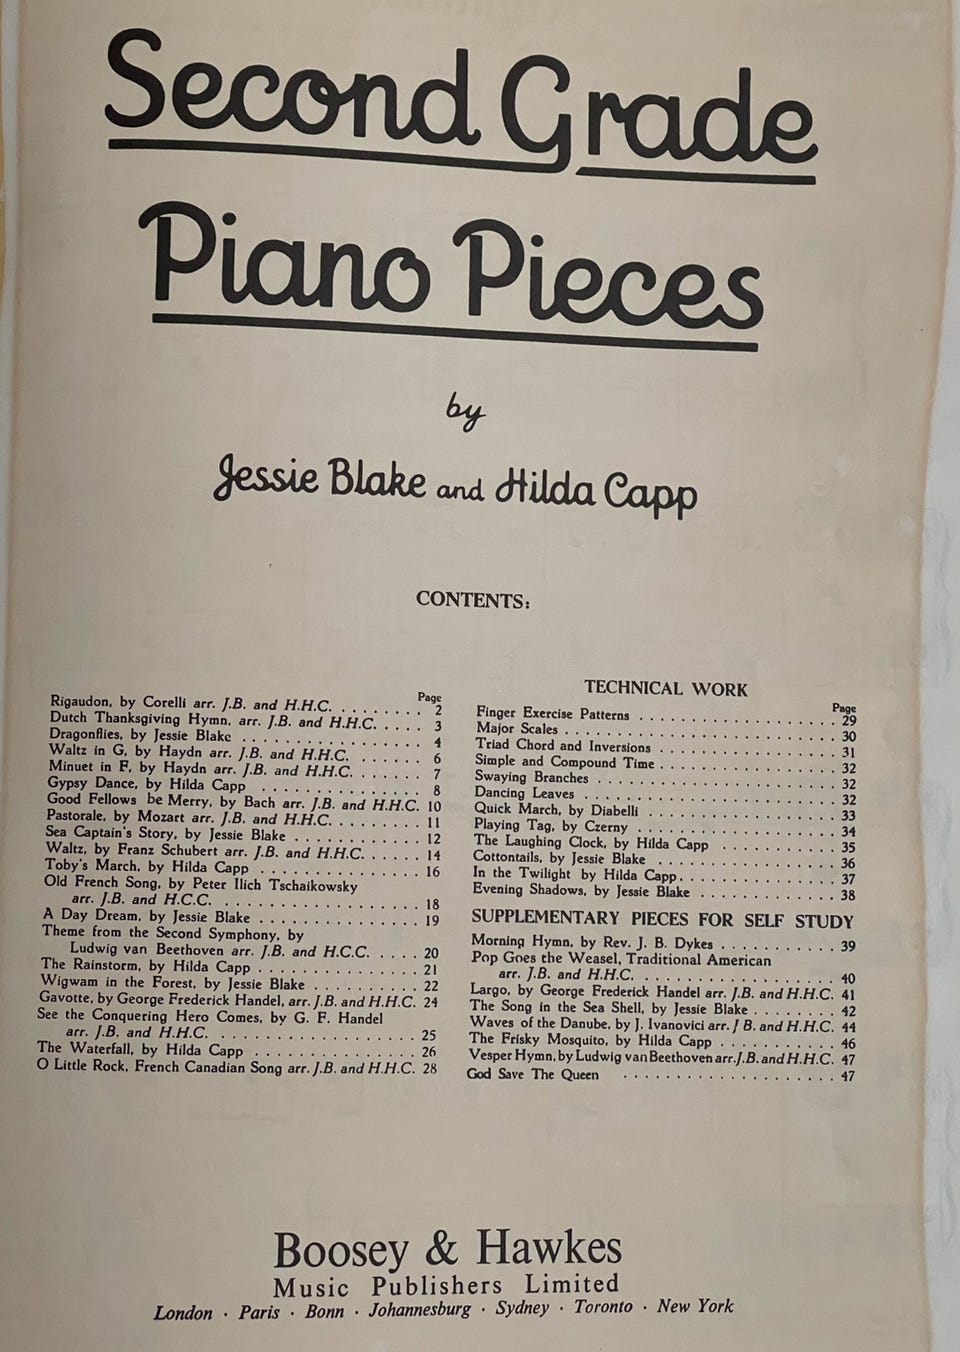 Second Grade
Piano Pieces
by
Jessie Blake and Hilda Capp
CONTENTS:
Page
Rigaudon, by Corelli arr. J.B. and H.H.C. . . . . . . . . 2
Dutch Thanksgiving Hymn, arr. J.B. and H.H.C. . . . . 3
Dragonflies, by Jessie Blake . . . . . . . . . . . . . . . . . 4
Waltz in G, by Haydn arr. J.B. and H.H.C. . . . . . . 6
Minuet in F, by Haydn arr. J.B. and H.H.C. . . . . . . 7
Gypsy Dance, by Hilda Capp . . . . . . . . . . . . . . . 8
Good Fellows be Merry, by Bach arr. J.B. and H.H.C. 10
Pastorale, by Mozart arr. J.B. and H.H.C. . . . . . . . . 11
Sea Captain's Story, by Jessie Blake . . . . . . . . . . . . 12
Waltz, by Franz Schubert arr. J.B. and H.H.C. . . . . . 14
Toby's March, by Hilda Capp . . . . . . . . . . . . . . . 16
Old French Song, by Peter Ilich Tschaikowsky
arr. J.B. and H.C.C. . . . . . . . . . . . . . . . . . . 18
A Day Dream, by Jessie Blake . . . . . . . . . . . . . . . 19
Theme from the Second Symphony, by
Ludwig van Beethoven arr. J.B. and H.C.C. . . . . 20
The Rainstorm, by Hilda Capp . . . . . . . . . . . . . . . 21
Wigwam in the Forest, by Jessie Blake . . . . . . . . . . 22
Gavotte, by George Frederick Handel, arr. J.B. and H.H.C. 24
See the Conquering Hero Comes, by G. F. Handel
arr. J.B. and H.H.C. . . . . . . . . . . . . . . . . . . 25
The Waterfall, by Hilda Capp . . . . . . . . . . . . . . . 26
O Little Rock, French Canadian Song arr. J.B. and H.H.C. 28
TECHNICAL WORK
Page
Finger Exercise Patterns . . . . . . . . . . . . . . . . . . . 29
Major Scales . . . . . . . . . . . . . . . . . . . . . . . . . . 30
Triad Chord and Inversions . . . . . . . . . . . . . . . . . 31
Simple and Compound Time . . . . . . . . . . . . . . . . . 32
Swaying Branches . . . . . . . . . . . . . . . . . . . . . . . 32
Dancing Leaves . . . . . . . . . . . . . . . . . . . . . . . . 32
Quick March, by Diabelli . . . . . . . . . . . . . . . . . . 33
Playing Tag, by Czerny . . . . . . . . . . . . . . . . . . . 34
The Laughing Clock, by Hilda Capp . . . . . . . . . . . 35
Cottontails, by Jessie Blake . . . . . . . . . . . . . . . . . 36
In the Twilight by Hilda Capp. . . . . . . . . . . . . . . 37
Evening Shadows, by Jessie Blake . . . . . . . . . . . . . 38
SUPPLEMENTARY PIECES FOR SELF STUDY
Morning Hymn, by Rev. J. B. Dykes . . . . . . . . . . . 39
Pop Goes the Weasel, Traditional American
arr. J.B. and H.H.C. . . . . . . . . . . . . . . . . . . 40
Largo, by George Frederick Handel arr. J.B. and H.H.C. 41
The Song in the Sea Shell, by Jessie Blake . . . . . . . . 42
Waves of the Danube, by J. Ivanovici arr. J B. and H.H.C. 44
The Frisky Mosquito, by Hilda Capp . . . . . . . . . . . 46
Vesper Hymn, by Ludwig van Beethoven arr. J.B. and H.H.C. 47
God Save The Queen . . . . . . . . . . . . . . . . . . . . 47
Boosey & Hawkes
Music Publishers Limited
London · Paris · Bonn · Johannesburg · Sydney · Toronto · New York